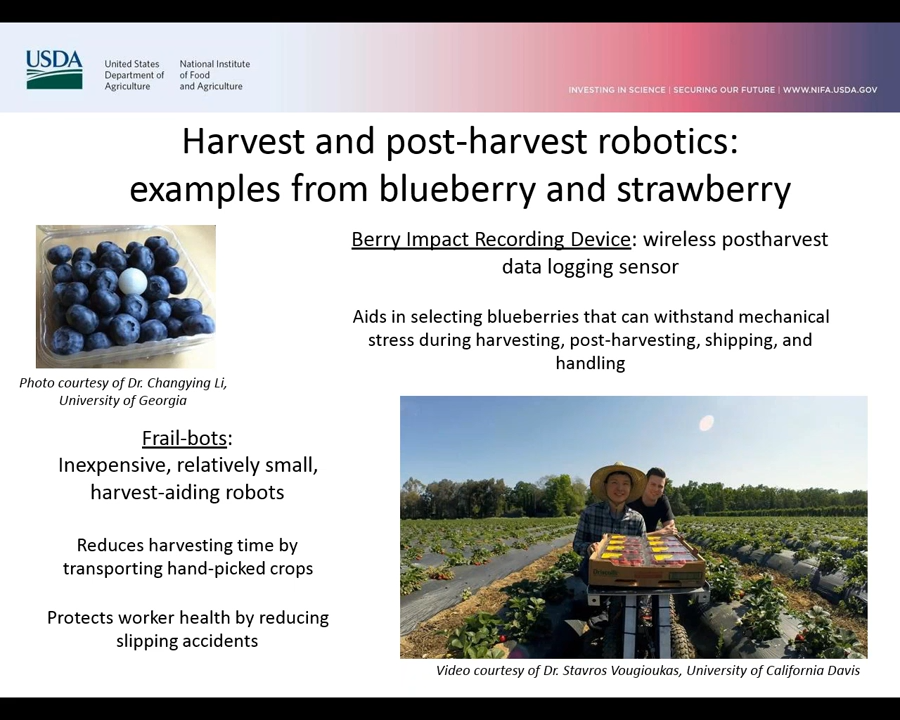 USDA
United States
Department of
Agriculture
National Institute
of Food
and Agriculture
INVESTING IN SCIENCE | SECURING OUR FUTURE | WWW.NIFA.USDA.GOV
Harvest and post-harvest robotics:
examples from blueberry and strawberry
Photo courtesy of Dr. Changying Li,
University of Georgia
Berry Impact Recording Device: wireless postharvest
data logging sensor
Aids in selecting blueberries that can withstand mechanical
stress during harvesting, post-harvesting, shipping, and
handling
Frail-bots:
Inexpensive, relatively small,
harvest-aiding robots
Reduces harvesting time by
transporting hand-picked crops
Protects worker health by reducing
slipping accidents
Video courtesy of Dr. Stavros Vougioukas, University of California Davis